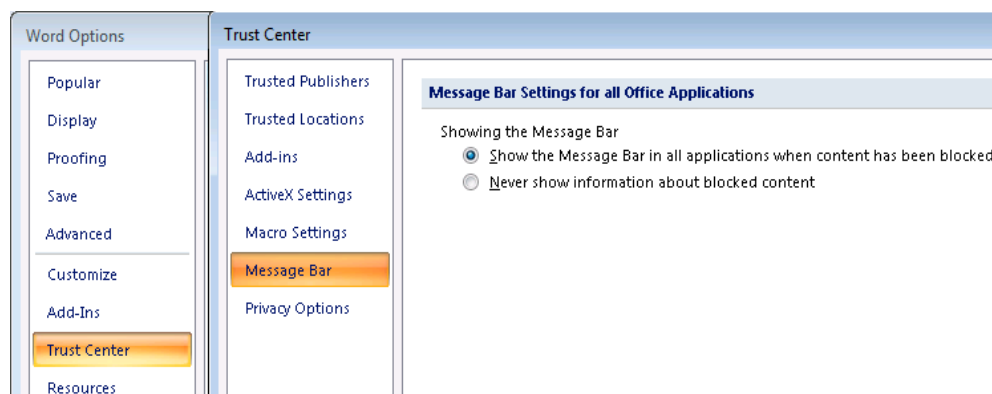 Word Options
Popular
Display
Proofing
Save
Advanced
Customize
Add-Ins
Trust Center
Resources
Trust Center
Trusted Publishers
Trusted Locations
Add-ins
ActiveX Settings
Macro Settings
Message Bar
Privacy Options
Message Bar Settings for all Office Applications
Showing the Message Bar
Show the Message Bar in all applications when content has been blocked
Never show information about blocked content